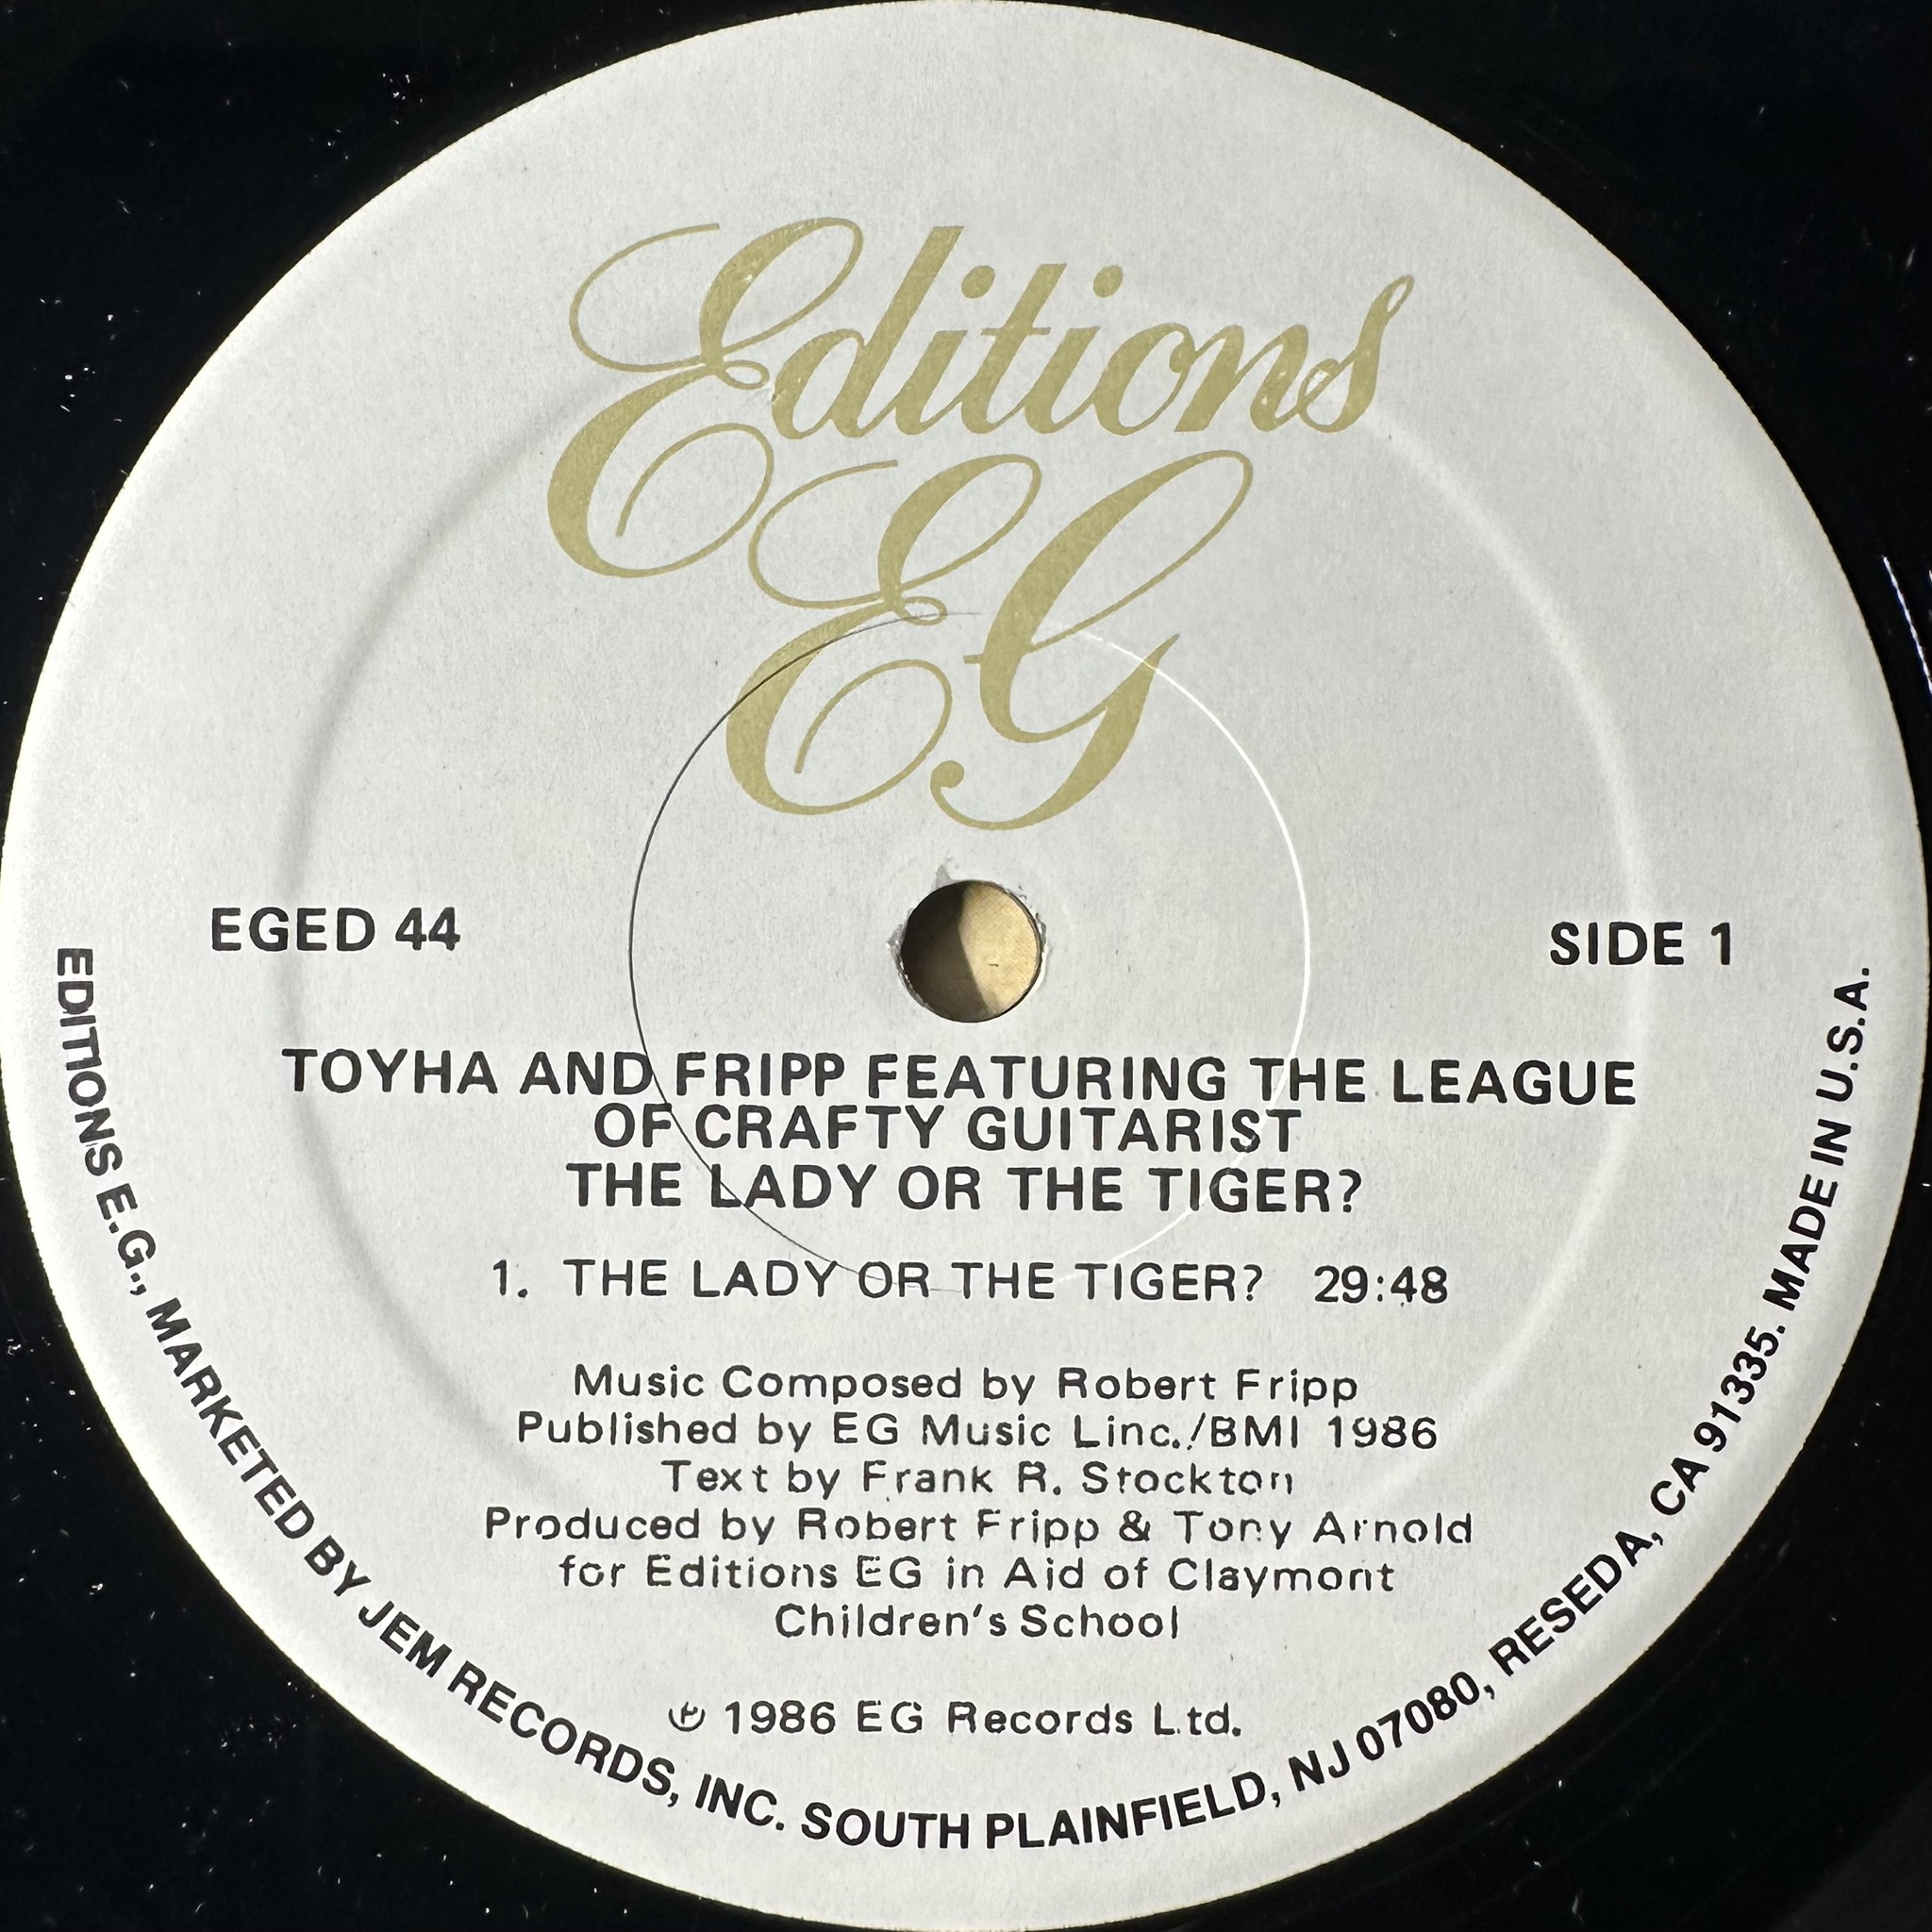 Editions
EG
EGED 44
SIDE 1
TOYHA AND FRIPP FEATURING THE LEAGUE
OF CRAFTY GUITARIST
THE LADY OR THE TIGER?
1. THE LADY OR THE TIGER? 29:48
Music Composed by Robert Fripp
Published by EG Music Linc./BMI 1986
Text by Frank R. Stockton
Produced by Robert Fripp & Tony Arnold
for Editions EG in Aid of Claymont
Children's School
℗ 1986 EG Records Ltd.
EDITIONS E.G., MARKETED BY JEM RECORDS, INC. SOUTH PLAINFIELD, NJ 07080, RESEDA, CA 91335. MADE IN U.S.A.